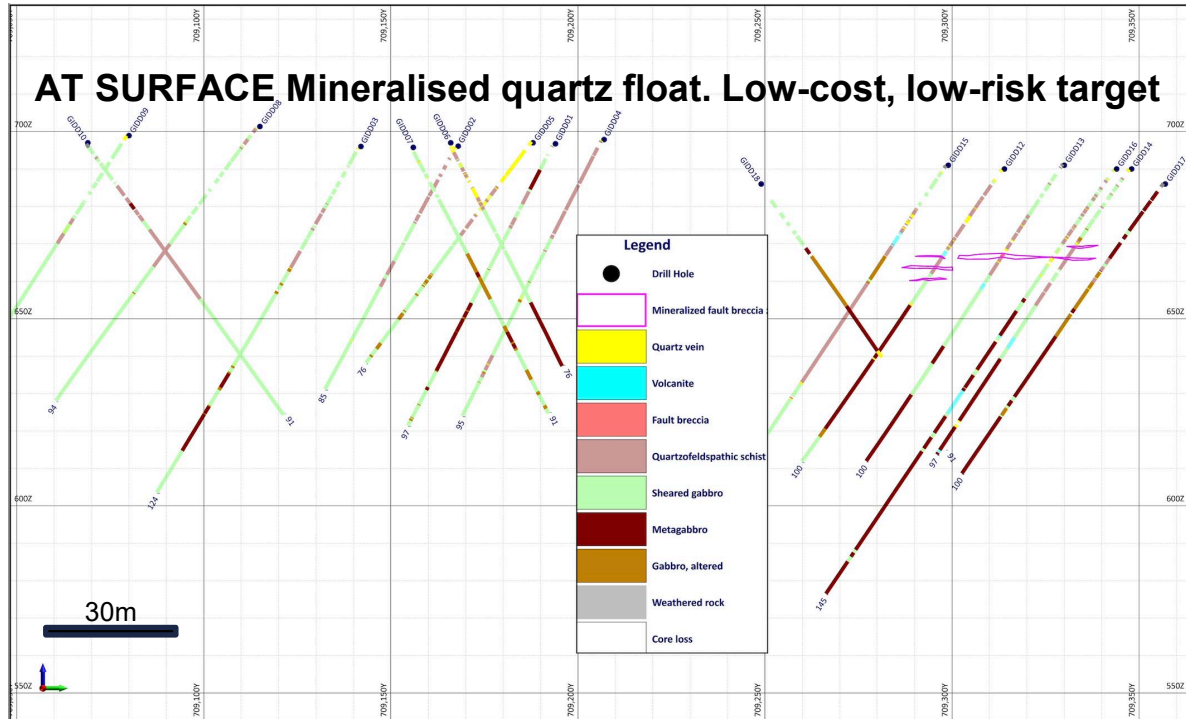 709,100Y
709,150Y
709,200Y
709,250Y
709,300Y
709,350Y
AT SURFACE Mineralised quartz float. Low-cost, low-risk target
700Z
700Z
GIDD10
GIDD09
GIDD08
GIDD03
GIDD07
GIDD06
GIDD02
GIDD05
GIDD01
GIDD04
GIDD18
GIDD15
GIDD12
GIDD13
GIDD16
GIDD14
GIDD17
Legend
Drill Hole
Mineralized fault breccia
Quartz vein
Volcanite
Fault breccia
Quartzofeldspathic schist
Sheared gabbro
Metagabbro
Gabbro, altered
Weathered rock
Core loss
650Z
650Z
94
91
124
85
76
97
95
91
76
100
100
97
91
100
145
600Z
600Z
30m
550Z
550Z
709,100Y
709,150Y
709,200Y
709,250Y
709,300Y
709,350Y